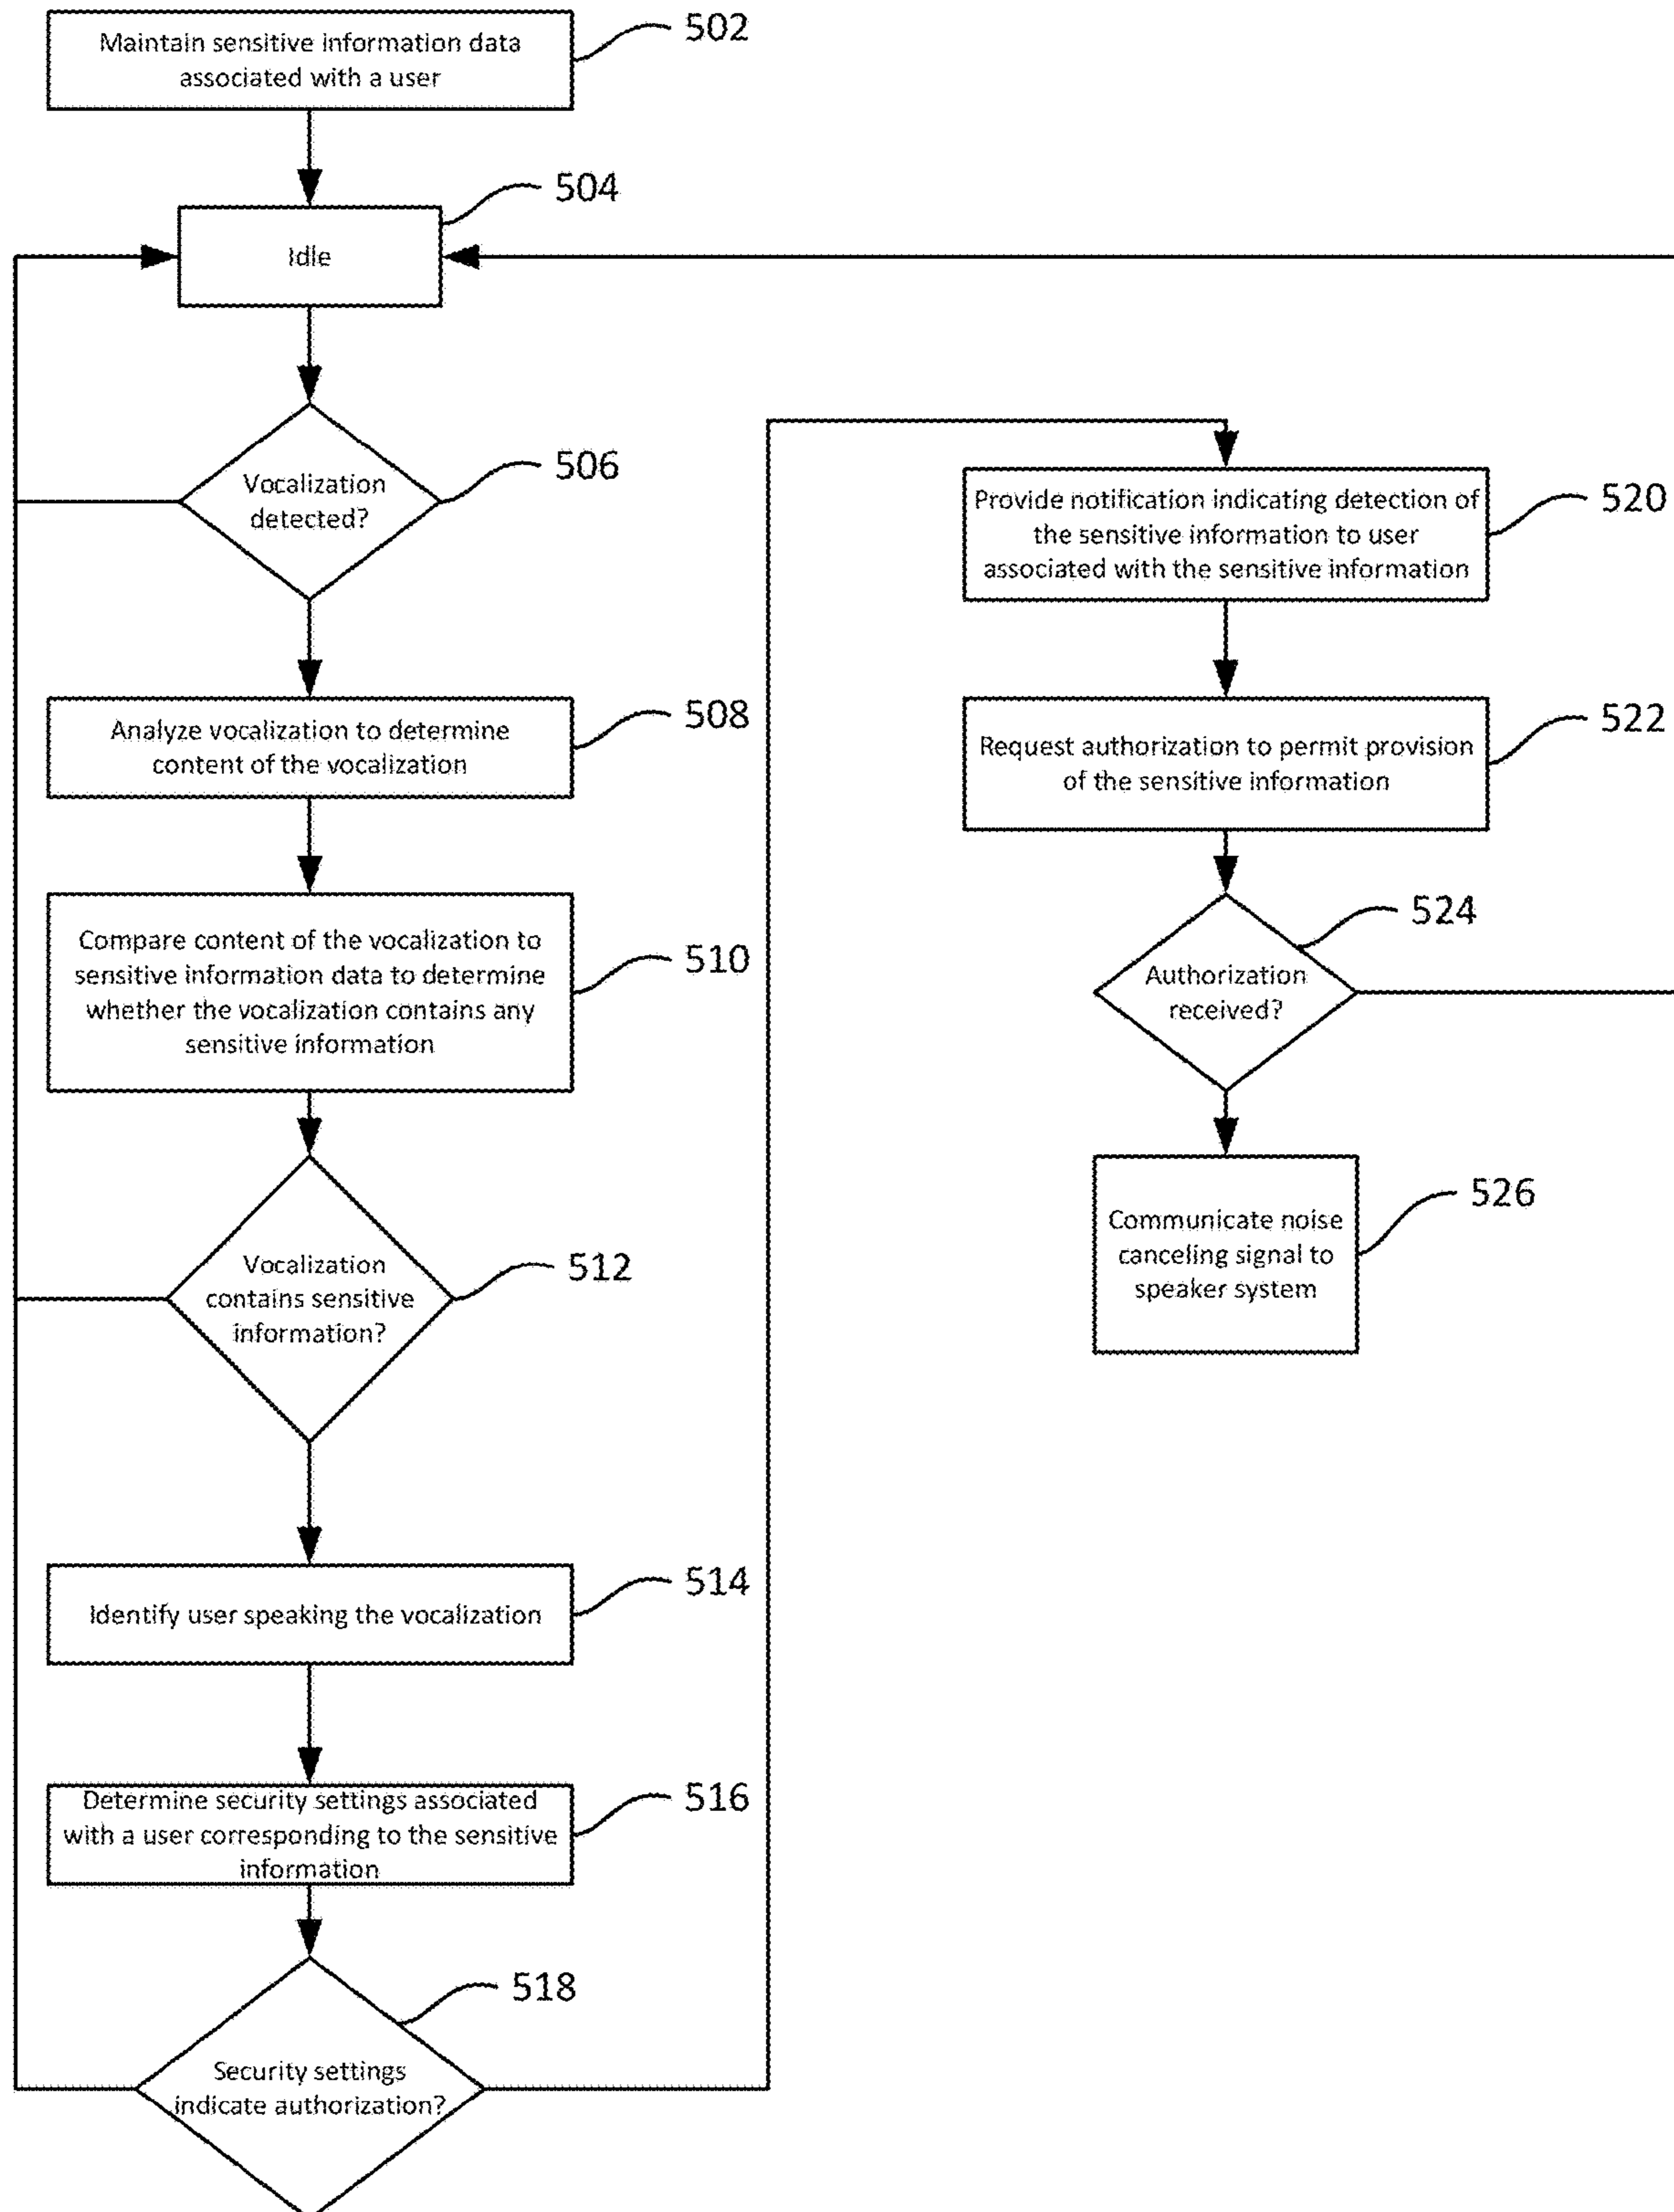 Maintain sensitive information data
associated with a user
502
Idle
504
Vocalization
detected?
506
Analyze vocalization to determine
content of the vocalization
508
Compare content of the vocalization to
sensitive information data to determine
whether the vocalization contains any
sensitive information
510
Vocalization
contains sensitive
information?
512
Identify user speaking the vocalization
514
Determine security settings associated
with a user corresponding to the sensitive
information
516
Security settings
indicate authorization?
518
Provide notification indicating detection of
the sensitive information to user
associated with the sensitive information
520
Request authorization to permit provision
of the sensitive information
522
Authorization
received?
524
Communicate noise
canceling signal to
speaker system
526